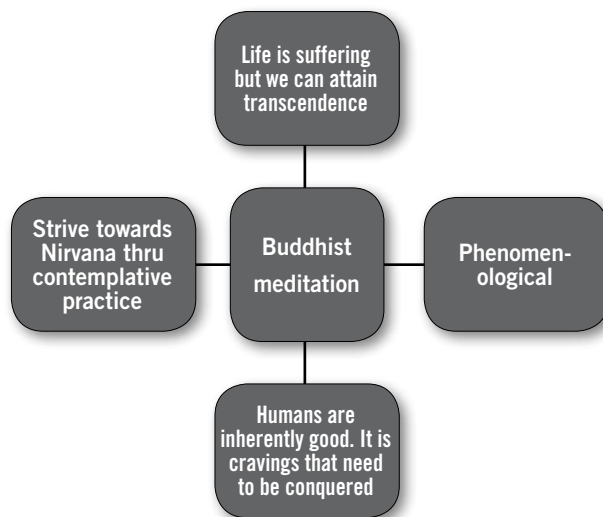 Life is suffering
but we can attain
transcendence
Strive towards
Nirvana thru
contemplative
practice
Buddhist
meditation
Phenomen-
ological
Humans are
inherently good. It is
cravings that need
to be conquered